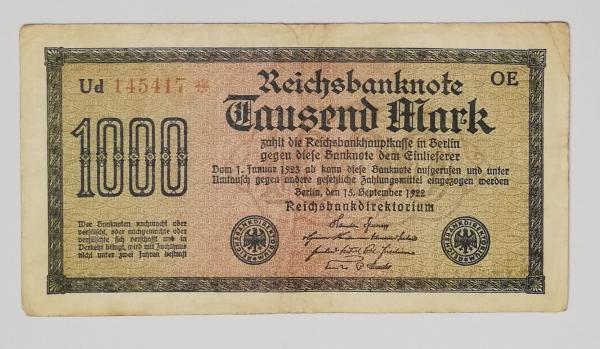 Ud 145417 *
Reichsbanknote
OE
Tausend Mark
1000
zahlt die Reichsbankhauptkasse in Berlin
gegen diese Banknote dem Einlieferer
Vom 1. Januar 1923 ab kann diese Banknote aufgerufen und unter
Umtausch gegen andere gesetzliche Zahlungsmittel eingezogen werden
Berlin, den 15. September 1922
Reichsbankdirektorium
Wer Banknoten nachmacht oder
verfälscht, oder nachgemachte oder
verfälschte sich verschafft und in
Verkehr bringt, wird mit Zuchthaus
nicht unter zwei Jahren bestraft